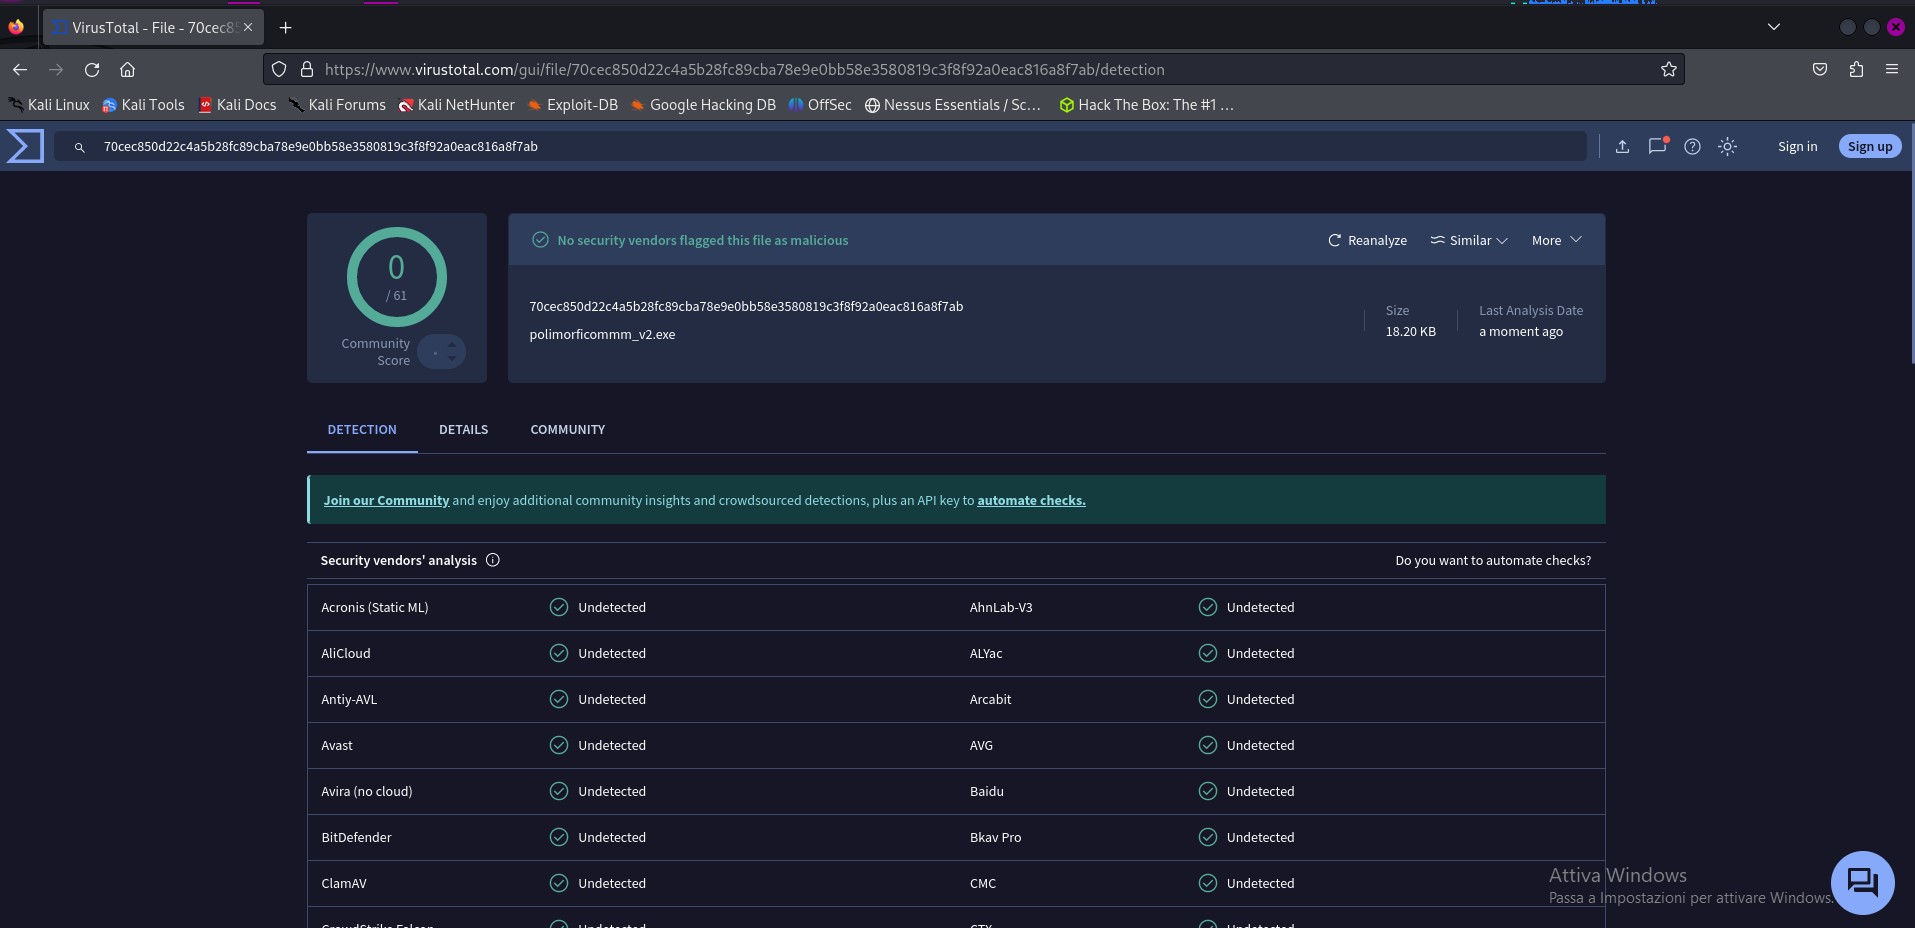 VirusTotal - File - 70cec85
https://www.virustotal.com/gui/file/70cec850d22c4a5b28fc89cba78e9e0bb58e3580819c3f8f92a0eac816a8f7ab/detection
Kali Linux Kali Tools Kali Docs Kali Forums Kali NetHunter Exploit-DB Google Hacking DB OffSec Nessus Essentials / Sc... Hack The Box: The #1 ...
70cec850d22c4a5b28fc89cba78e9e0bb58e3580819c3f8f92a0eac816a8f7ab
Sign in Sign up
0
/ 61
Community
Score
No security vendors flagged this file as malicious
Reanalyze Similar More
70cec850d22c4a5b28fc89cba78e9e0bb58e3580819c3f8f92a0eac816a8f7ab
polimorficommm_v2.exe
Size
18.20 KB
Last Analysis Date
a moment ago
DETECTION DETAILS COMMUNITY
Join our Community and enjoy additional community insights and crowdsourced detections, plus an API key to automate checks.
Security vendors' analysis Do you want to automate checks?
Acronis (Static ML) Undetected AhnLab-V3 Undetected
AliCloud Undetected ALYac Undetected
Antiy-AVL Undetected Arcabit Undetected
Avast Undetected AVG Undetected
Avira (no cloud) Undetected Baidu Undetected
BitDefender Undetected Bkav Pro Undetected
ClamAV Undetected CMC Undetected
CrowdStrike Falcon Undetected CTX Undetected
Attiva Windows
Passa a Impostazioni per attivare Windows.